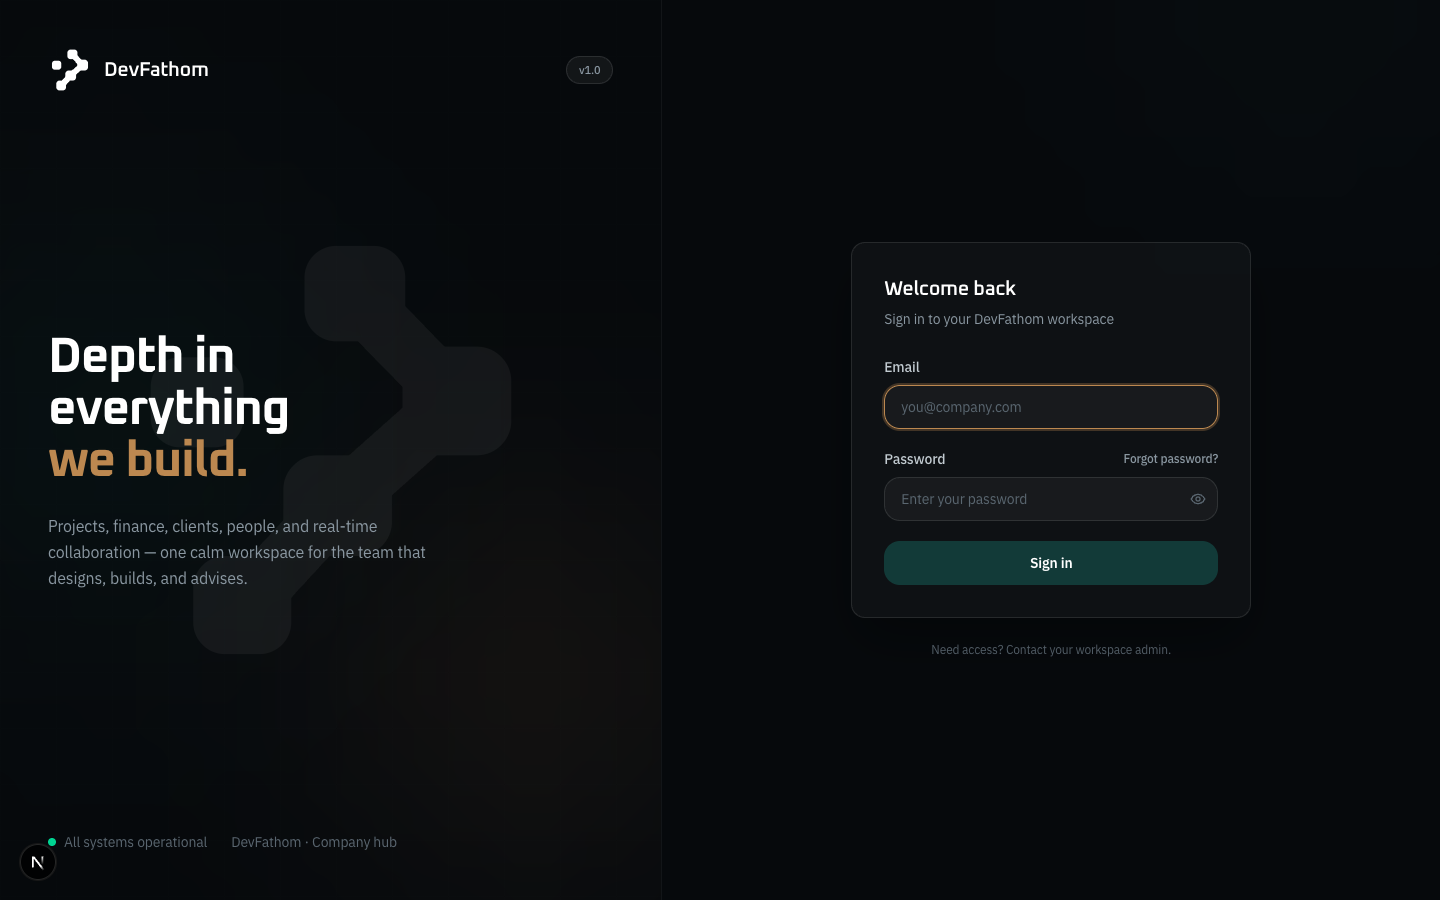 DevFathom
v1.0
Depth in
everything
we build.
Projects, finance, clients, people, and real-time
collaboration — one calm workspace for the team that
designs, builds, and advises.
All systems operational
DevFathom · Company hub
N
Welcome back
Sign in to your DevFathom workspace
Email
you@company.com
Password
Forgot password?
Enter your password
Sign in
Need access? Contact your workspace admin.